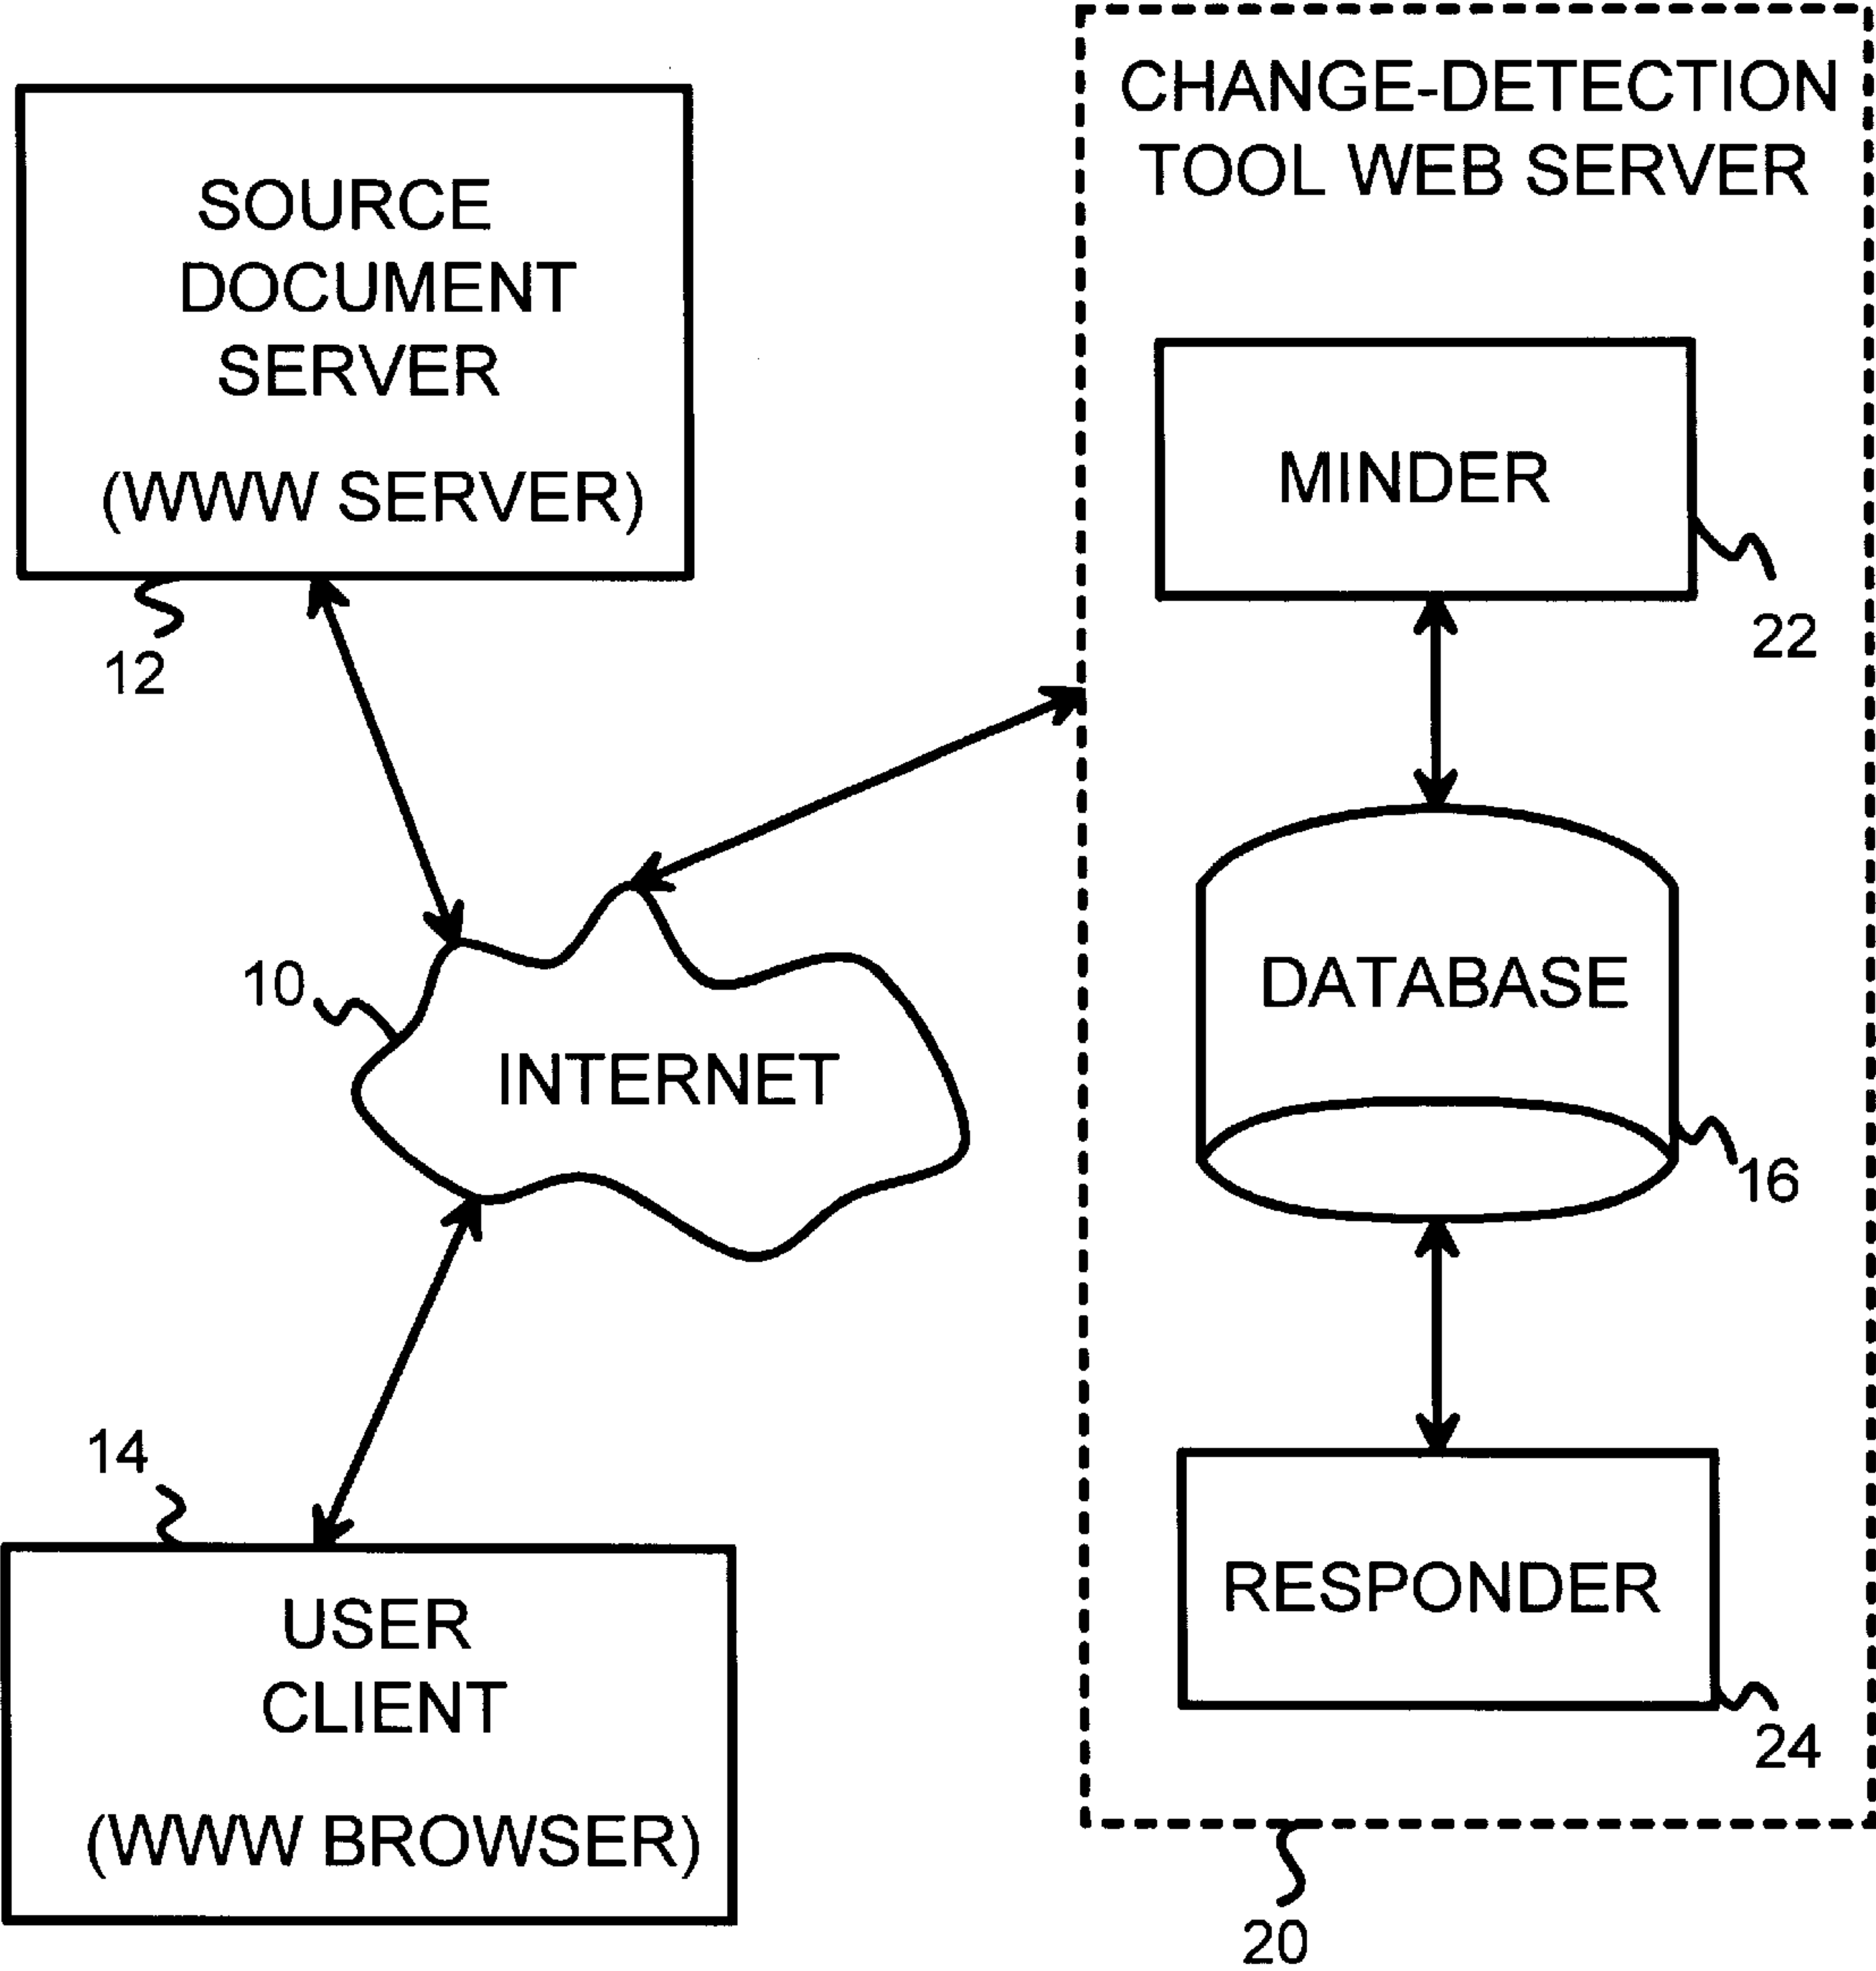 SOURCE
DOCUMENT
SERVER
(WWW SERVER)
12
CHANGE-DETECTION
TOOL WEB SERVER
MINDER
22
10
INTERNET
DATABASE
16
14
USER
CLIENT
(WWW BROWSER)
RESPONDER
24
20